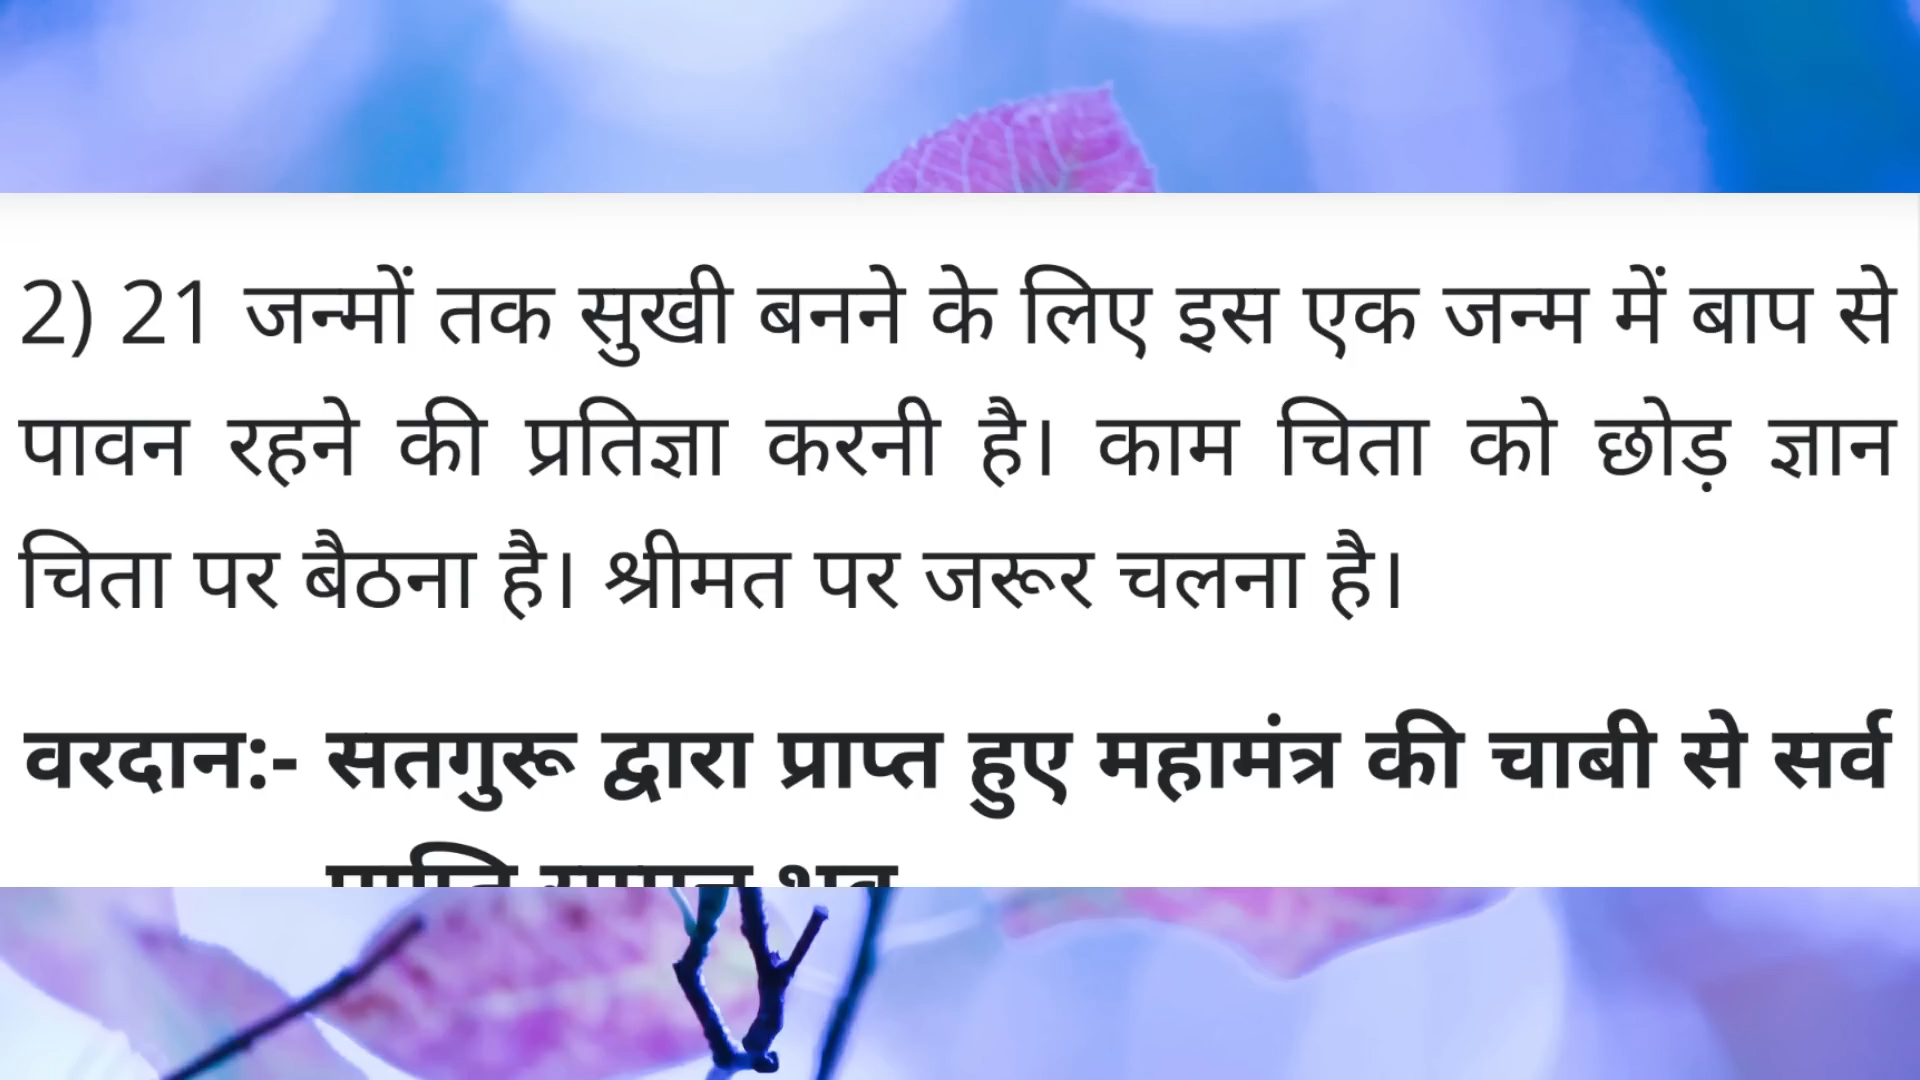 2) 21 जन्मों तक सुखी बनने के लिए इस एक जन्म में बाप से
पावन रहने की प्रतिज्ञा करनी है। काम चिता को छोड़ ज्ञान
चिता पर बैठना है। श्रीमत पर जरूर चलना है।
वरदान:- सतगुरू द्वारा प्राप्त हुए महामंत्र की चाबी से सर्व